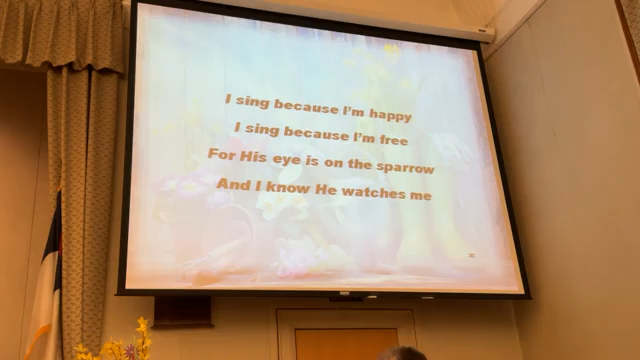 I sing because I'm happy
I sing because I'm free
For His eye is on the sparrow
And I know He watches me